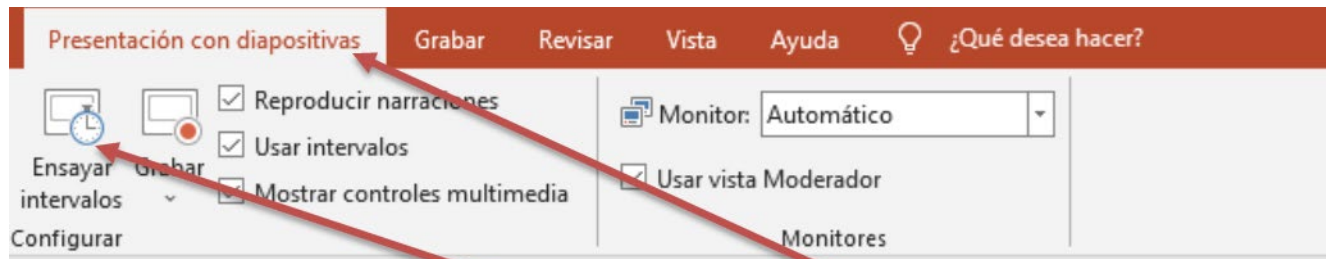 Presentación con diapositivas Grabar Revisar Vista Ayuda ¿Qué desea hacer?
Ensayar intervalos
Grabar
Reproducir narraciones
Usar intervalos
Mostrar controles multimedia
Configurar
Monitor: Automático
Usar vista Moderador
Monitores